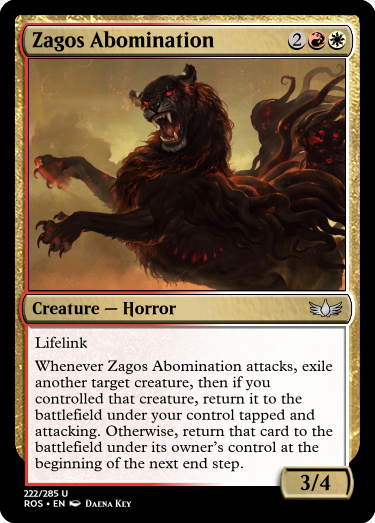 Zagos Abomination 2
Creature — Horror
Lifelink
Whenever Zagos Abomination attacks, exile
another target creature, then if you
controlled that creature, return it to the
battlefield under your control tapped and
attacking. Otherwise, return that card to the
battlefield under its owner's control at the
beginning of the next end step.
3/4
222/285 U
ROS • EN Daena Key